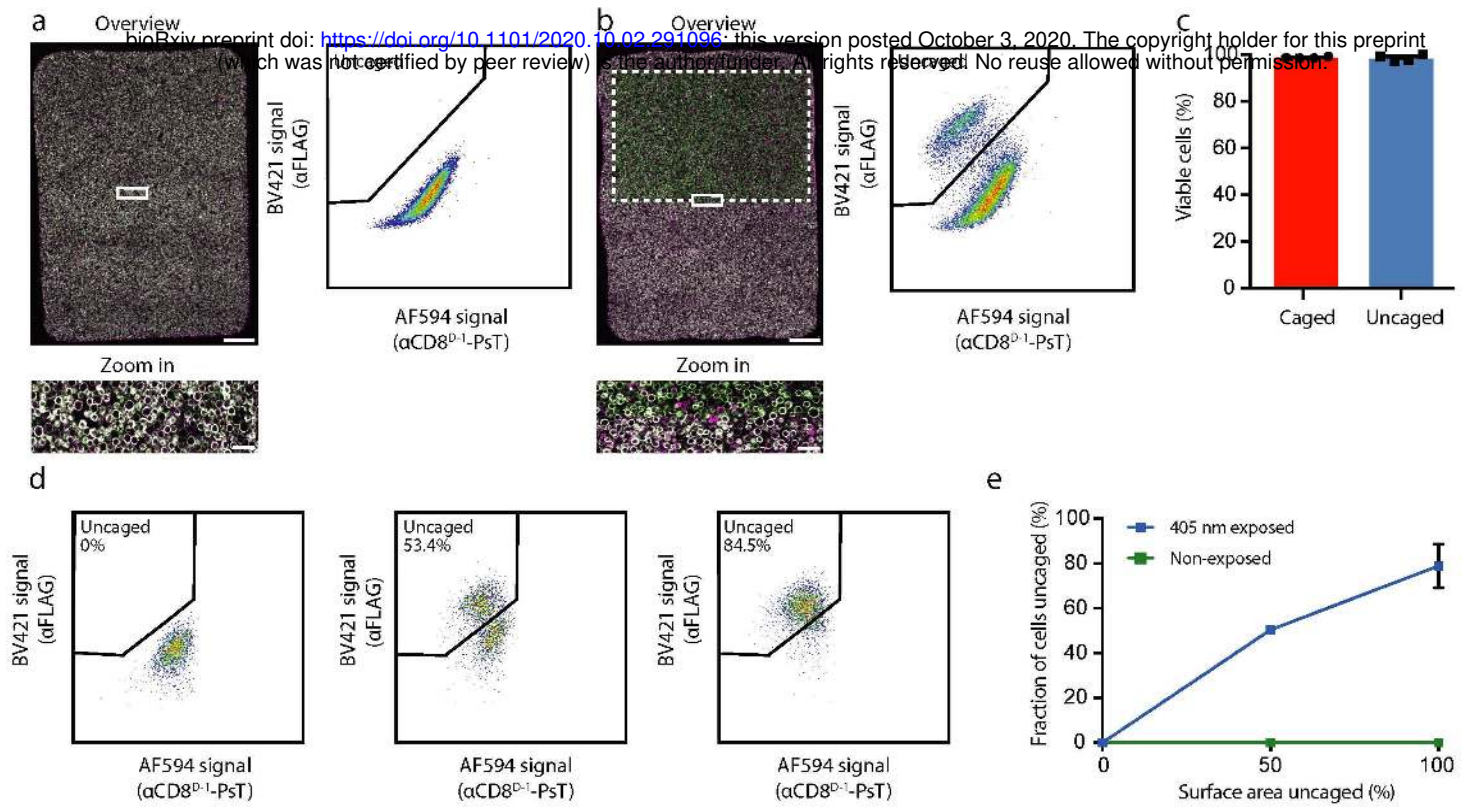 a
Overview
b
Overview
c
bioRxiv preprint doi: https://doi.org/10.1101/2020.10.02.291096; this version posted October 3, 2020. The copyright holder for this preprint
(which was not certified by peer review) is the author/funder. All rights reserved. No reuse allowed without permission.
Uncaged
Uncaged
BV421 signal
(αFLAG)
AF594 signal
(αCD8D-1-PsT)
Zoom in
BV421 signal
(αFLAG)
AF594 signal
(αCD8D-1-PsT)
Zoom in
Viable cells (%)
100
80
60
40
20
0
Caged
Uncaged
d
Uncaged
0%
BV421 signal
(αFLAG)
AF594 signal
(αCD8D-1-PsT)
Uncaged
53.4%
BV421 signal
(αFLAG)
AF594 signal
(αCD8D-1-PsT)
Uncaged
84.5%
BV421 signal
(αFLAG)
AF594 signal
(αCD8D-1-PsT)
e
Fraction of cells uncaged (%)
100
80
60
40
20
0
405 nm exposed
Non-exposed
0
50
100
Surface area uncaged (%)